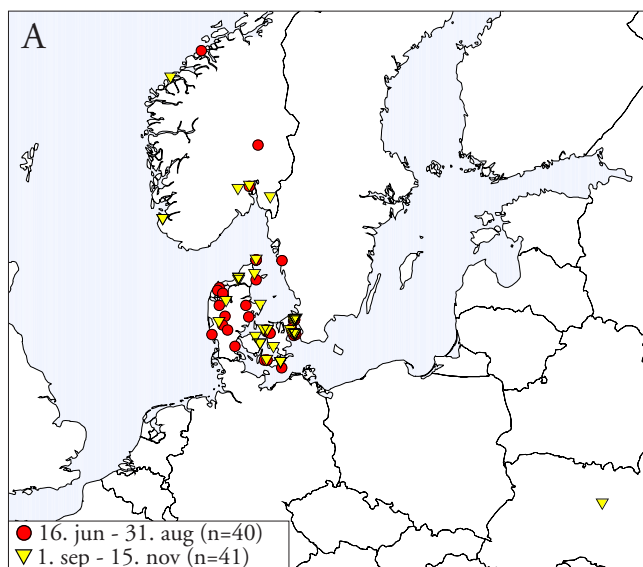 A
16. jun - 31. aug (n=40)
1. sep - 15. nov (n=41)